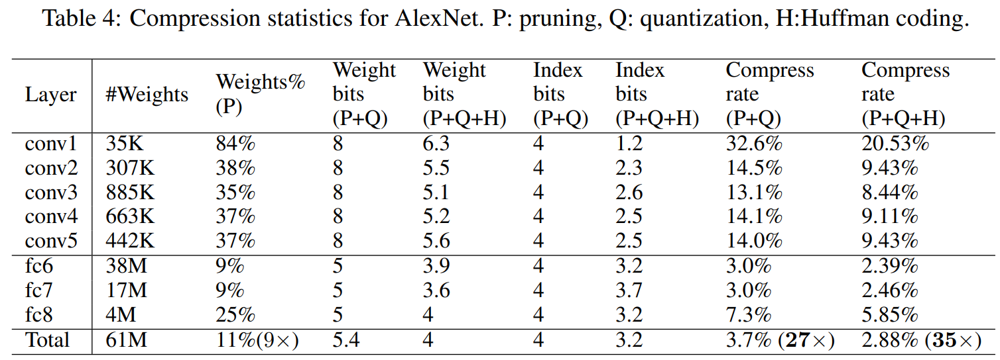 Table 4: Compression statistics for AlexNet. P: pruning, Q: quantization, H:Huffman coding.
Layer #Weights Weights% (P) Weight bits (P+Q) Weight bits (P+Q+H) Index bits (P+Q) Index bits (P+Q+H) Compress rate (P+Q) Compress rate (P+Q+H)
conv1 35K 84% 8 6.3 4 1.2 32.6% 20.53%
conv2 307K 38% 8 5.5 4 2.3 14.5% 9.43%
conv3 885K 35% 8 5.1 4 2.6 13.1% 8.44%
conv4 663K 37% 8 5.2 4 2.5 14.1% 9.11%
conv5 442K 37% 8 5.6 4 2.5 14.0% 9.43%
fc6 38M 9% 5 3.9 4 3.2 3.0% 2.39%
fc7 17M 9% 5 3.6 4 3.7 3.0% 2.46%
fc8 4M 25% 5 4 4 3.2 7.3% 5.85%
Total 61M 11%(9×) 5.4 4 4 3.2 3.7% (27×) 2.88% (35×)